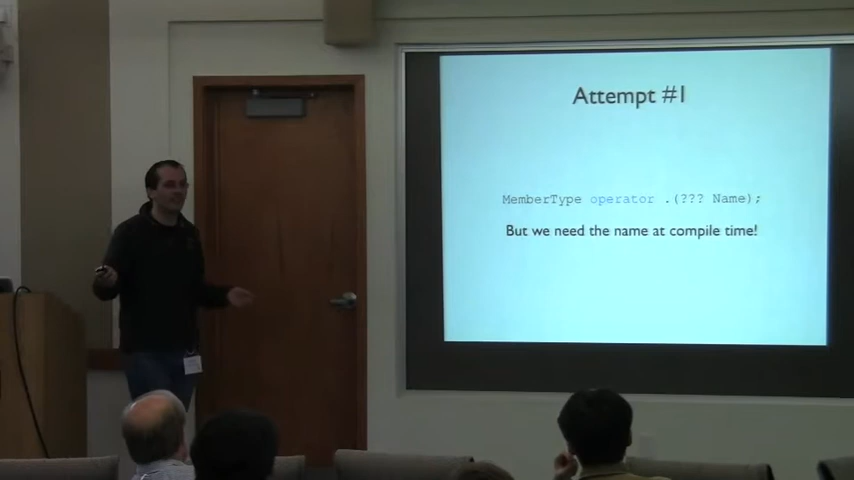 Attempt #1
MemberType operator .(??? Name);
But we need the name at compile time!